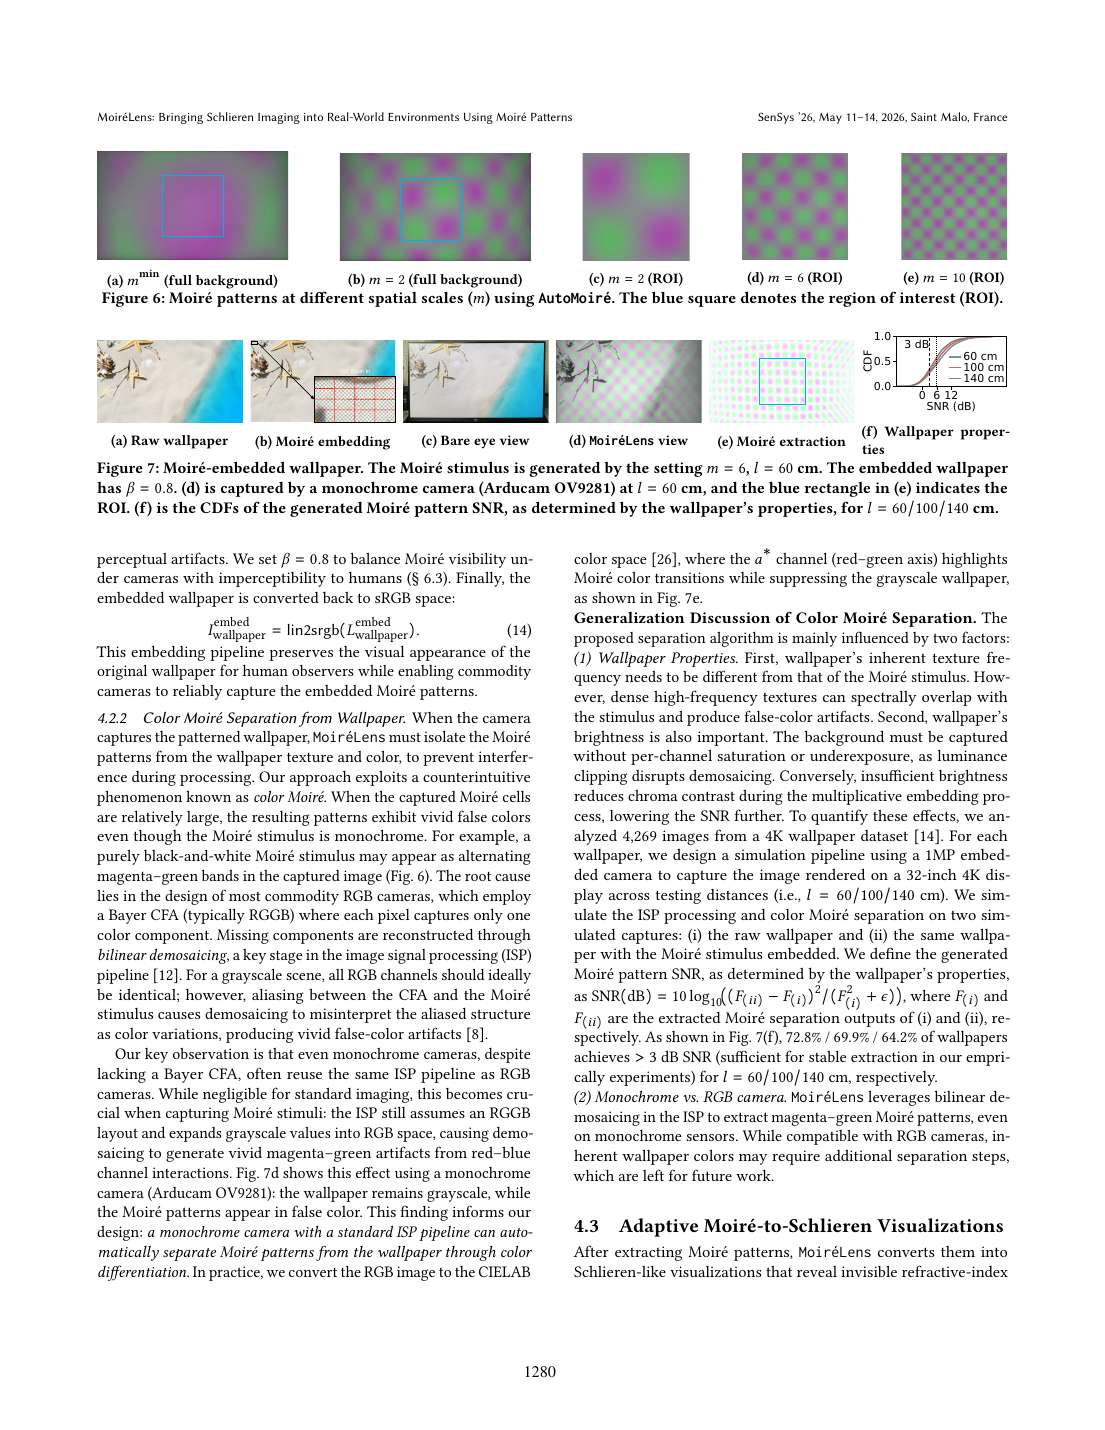 MoiréLens: Bringing Schlieren Imaging into Real-World Environments Using Moiré Patterns
SenSys '26, May 11–14, 2026, Saint Malo, France
(a) m^min (full background)
(b) m = 2 (full background)
(c) m = 2 (ROI)
(d) m = 6 (ROI)
(e) m = 10 (ROI)
Figure 6: Moiré patterns at different spatial scales (m) using AutoMoiré. The blue square denotes the region of interest (ROI).
1.0
0.5
0.0
CDF
3 dB
60 cm
100 cm
140 cm
0 6 12
SNR (dB)
(a) Raw wallpaper
(b) Moiré embedding
(c) Bare eye view
(d) MoiréLens view
(e) Moiré extraction
(f) Wallpaper proper-
ties
Figure 7: Moiré-embedded wallpaper. The Moiré stimulus is generated by the setting m = 6, l = 60 cm. The embedded wallpaper
has β = 0.8. (d) is captured by a monochrome camera (Arducam OV9281) at l = 60 cm, and the blue rectangle in (e) indicates the
ROI. (f) is the CDFs of the generated Moiré pattern SNR, as determined by the wallpaper's properties, for l = 60/100/140 cm.
perceptual artifacts. We set β = 0.8 to balance Moiré visibility un-
der cameras with imperceptibility to humans (§ 6.3). Finally, the
embedded wallpaper is converted back to sRGB space:
I^embed_wallpaper = lin2srgb(L^embed_wallpaper). (14)
This embedding pipeline preserves the visual appearance of the
original wallpaper for human observers while enabling commodity
cameras to reliably capture the embedded Moiré patterns.
4.2.2 Color Moiré Separation from Wallpaper. When the camera
captures the patterned wallpaper, MoiréLens must isolate the Moiré
patterns from the wallpaper texture and color, to prevent interfer-
ence during processing. Our approach exploits a counterintuitive
phenomenon known as color Moiré. When the captured Moiré cells
are relatively large, the resulting patterns exhibit vivid false colors
even though the Moiré stimulus is monochrome. For example, a
purely black-and-white Moiré stimulus may appear as alternating
magenta–green bands in the captured image (Fig. 6). The root cause
lies in the design of most commodity RGB cameras, which employ
a Bayer CFA (typically RGGB) where each pixel captures only one
color component. Missing components are reconstructed through
bilinear demosaicing, a key stage in the image signal processing (ISP)
pipeline [12]. For a grayscale scene, all RGB channels should ideally
be identical; however, aliasing between the CFA and the Moiré
stimulus causes demosaicing to misinterpret the aliased structure
as color variations, producing vivid false-color artifacts [8].
Our key observation is that even monochrome cameras, despite
lacking a Bayer CFA, often reuse the same ISP pipeline as RGB
cameras. While negligible for standard imaging, this becomes cru-
cial when capturing Moiré stimuli: the ISP still assumes an RGGB
layout and expands grayscale values into RGB space, causing demo-
saicing to generate vivid magenta–green artifacts from red–blue
channel interactions. Fig. 7d shows this effect using a monochrome
camera (Arducam OV9281): the wallpaper remains grayscale, while
the Moiré patterns appear in false color. This finding informs our
design: a monochrome camera with a standard ISP pipeline can auto-
matically separate Moiré patterns from the wallpaper through color
differentiation. In practice, we convert the RGB image to the CIELAB
color space [26], where the a* channel (red–green axis) highlights
Moiré color transitions while suppressing the grayscale wallpaper,
as shown in Fig. 7e.
Generalization Discussion of Color Moiré Separation. The
proposed separation algorithm is mainly influenced by two factors:
(1) Wallpaper Properties. First, wallpaper's inherent texture fre-
quency needs to be different from that of the Moiré stimulus. How-
ever, dense high-frequency textures can spectrally overlap with
the stimulus and produce false-color artifacts. Second, wallpaper's
brightness is also important. The background must be captured
without per-channel saturation or underexposure, as luminance
clipping disrupts demosaicing. Conversely, insufficient brightness
reduces chroma contrast during the multiplicative embedding pro-
cess, lowering the SNR further. To quantify these effects, we an-
alyzed 4,269 images from a 4K wallpaper dataset [14]. For each
wallpaper, we design a simulation pipeline using a 1MP embed-
ded camera to capture the image rendered on a 32-inch 4K dis-
play across testing distances (i.e., l = 60/100/140 cm). We sim-
ulate the ISP processing and color Moiré separation on two sim-
ulated captures: (i) the raw wallpaper and (ii) the same wallpa-
per with the Moiré stimulus embedded. We define the generated
Moiré pattern SNR, as determined by the wallpaper's properties,
as SNR(dB) = 10 log₁₀((F₍ii₎ − F₍i₎)²/(F²₍i₎ + ϵ)), where F₍i₎ and
F₍ii₎ are the extracted Moiré separation outputs of (i) and (ii), re-
spectively. As shown in Fig. 7(f), 72.8% / 69.9% / 64.2% of wallpapers
achieves > 3 dB SNR (sufficient for stable extraction in our empri-
cally experiments) for l = 60/100/140 cm, respectively.
(2) Monochrome vs. RGB camera. MoiréLens leverages bilinear de-
mosaicing in the ISP to extract magenta–green Moiré patterns, even
on monochrome sensors. While compatible with RGB cameras, in-
herent wallpaper colors may require additional separation steps,
which are left for future work.
4.3 Adaptive Moiré-to-Schlieren Visualizations
After extracting Moiré patterns, MoiréLens converts them into
Schlieren-like visualizations that reveal invisible refractive-index
1280